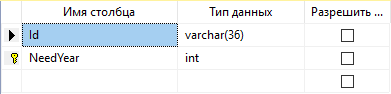 Имя столбца Тип данных Разрешить ...
Id varchar(36)
NeedYear int